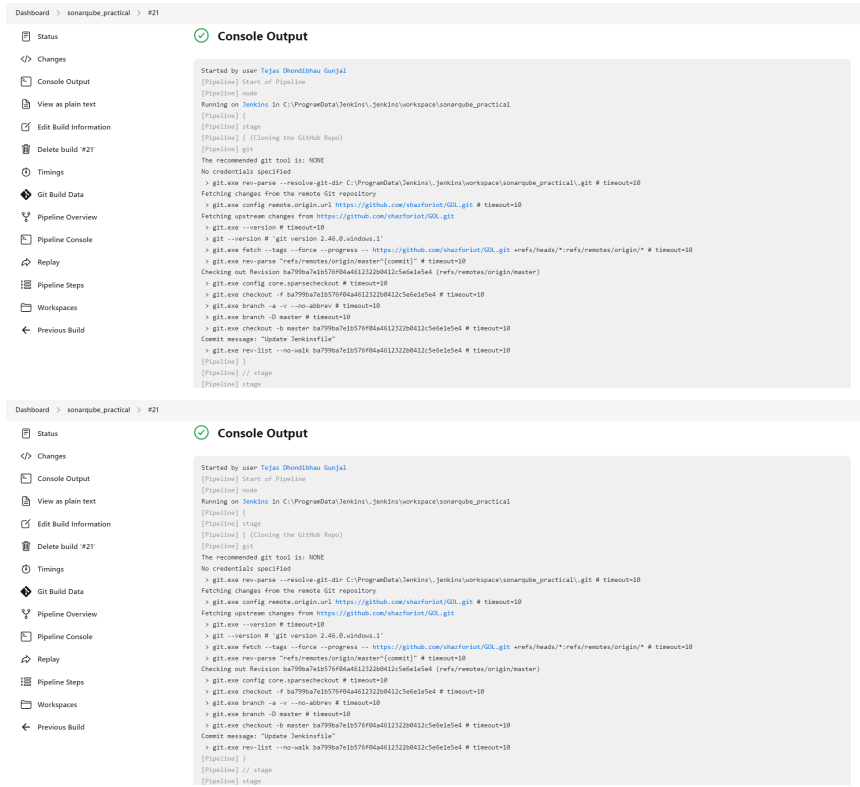 Dashboard > sonarqube_practical > #21
Status
Changes
Console Output
View as plain text
Edit Build Information
Delete build '#21'
Timings
Git Build Data
Pipeline Overview
Pipeline Console
Replay
Pipeline Steps
Workspaces
Previous Build
Console Output
Started by user Tejas Dhondibhau Gunjal
[Pipeline] Start of Pipeline
[Pipeline] node
Running on Jenkins in C:\ProgramData\Jenkins\.jenkins\workspace\sonarqube_practical
[Pipeline] {
[Pipeline] stage
[Pipeline] { (Cloning the GitHub Repo)
[Pipeline] git
The recommended git tool is: NONE
No credentials specified
> git.exe rev-parse --resolve-git-dir C:\ProgramData\Jenkins\.jenkins\workspace\sonarqube_practical\.git # timeout=10
Fetching changes from the remote Git repository
> git.exe config remote.origin.url https://github.com/shazforiot/GOL.git # timeout=10
Fetching upstream changes from https://github.com/shazforiot/GOL.git
> git.exe --version # timeout=10
> git --version # 'git version 2.46.0.windows.1'
> git.exe fetch --tags --force --progress -- https://github.com/shazforiot/GOL.git +refs/heads/*:refs/remotes/origin/* # timeout=10
> git.exe rev-parse "refs/remotes/origin/master^{commit}" # timeout=10
Checking out Revision ba799ba7e1b576f04a4612322b0412c5e6e1e5e4 (refs/remotes/origin/master)
> git.exe config core.sparsecheckout # timeout=10
> git.exe checkout -f ba799ba7e1b576f04a4612322b0412c5e6e1e5e4 # timeout=10
> git.exe branch -a -v --no-abbrev # timeout=10
> git.exe branch -D master # timeout=10
> git.exe checkout -b master ba799ba7e1b576f04a4612322b0412c5e6e1e5e4 # timeout=10
Commit message: "Update Jenkinsfile"
> git.exe rev-list --no-walk ba799ba7e1b576f04a4612322b0412c5e6e1e5e4 # timeout=10
[Pipeline] }
[Pipeline] // stage
[Pipeline] stage
Dashboard > sonarqube_practical > #21
Status
Changes
Console Output
View as plain text
Edit Build Information
Delete build '#21'
Timings
Git Build Data
Pipeline Overview
Pipeline Console
Replay
Pipeline Steps
Workspaces
Previous Build
Console Output
Started by user Tejas Dhondibhau Gunjal
[Pipeline] Start of Pipeline
[Pipeline] node
Running on Jenkins in C:\ProgramData\Jenkins\.jenkins\workspace\sonarqube_practical
[Pipeline] {
[Pipeline] stage
[Pipeline] { (Cloning the GitHub Repo)
[Pipeline] git
The recommended git tool is: NONE
No credentials specified
> git.exe rev-parse --resolve-git-dir C:\ProgramData\Jenkins\.jenkins\workspace\sonarqube_practical\.git # timeout=10
Fetching changes from the remote Git repository
> git.exe config remote.origin.url https://github.com/shazforiot/GOL.git # timeout=10
Fetching upstream changes from https://github.com/shazforiot/GOL.git
> git.exe --version # timeout=10
> git --version # 'git version 2.46.0.windows.1'
> git.exe fetch --tags --force --progress -- https://github.com/shazforiot/GOL.git +refs/heads/*:refs/remotes/origin/* # timeout=10
> git.exe rev-parse "refs/remotes/origin/master^{commit}" # timeout=10
Checking out Revision ba799ba7e1b576f04a4612322b0412c5e6e1e5e4 (refs/remotes/origin/master)
> git.exe config core.sparsecheckout # timeout=10
> git.exe checkout -f ba799ba7e1b576f04a4612322b0412c5e6e1e5e4 # timeout=10
> git.exe branch -a -v --no-abbrev # timeout=10
> git.exe branch -D master # timeout=10
> git.exe checkout -b master ba799ba7e1b576f04a4612322b0412c5e6e1e5e4 # timeout=10
Commit message: "Update Jenkinsfile"
> git.exe rev-list --no-walk ba799ba7e1b576f04a4612322b0412c5e6e1e5e4 # timeout=10
[Pipeline] }
[Pipeline] // stage
[Pipeline] stage